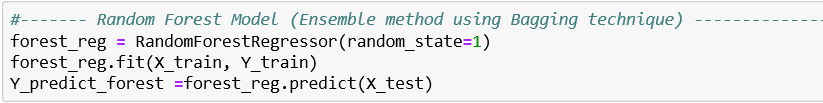 #------- Random Forest Model (Ensemble method using Bagging technique) --------------
forest_reg = RandomForestRegressor(random_state=1)
forest_reg.fit(X_train, Y_train)
Y_predict_forest =forest_reg.predict(X_test)